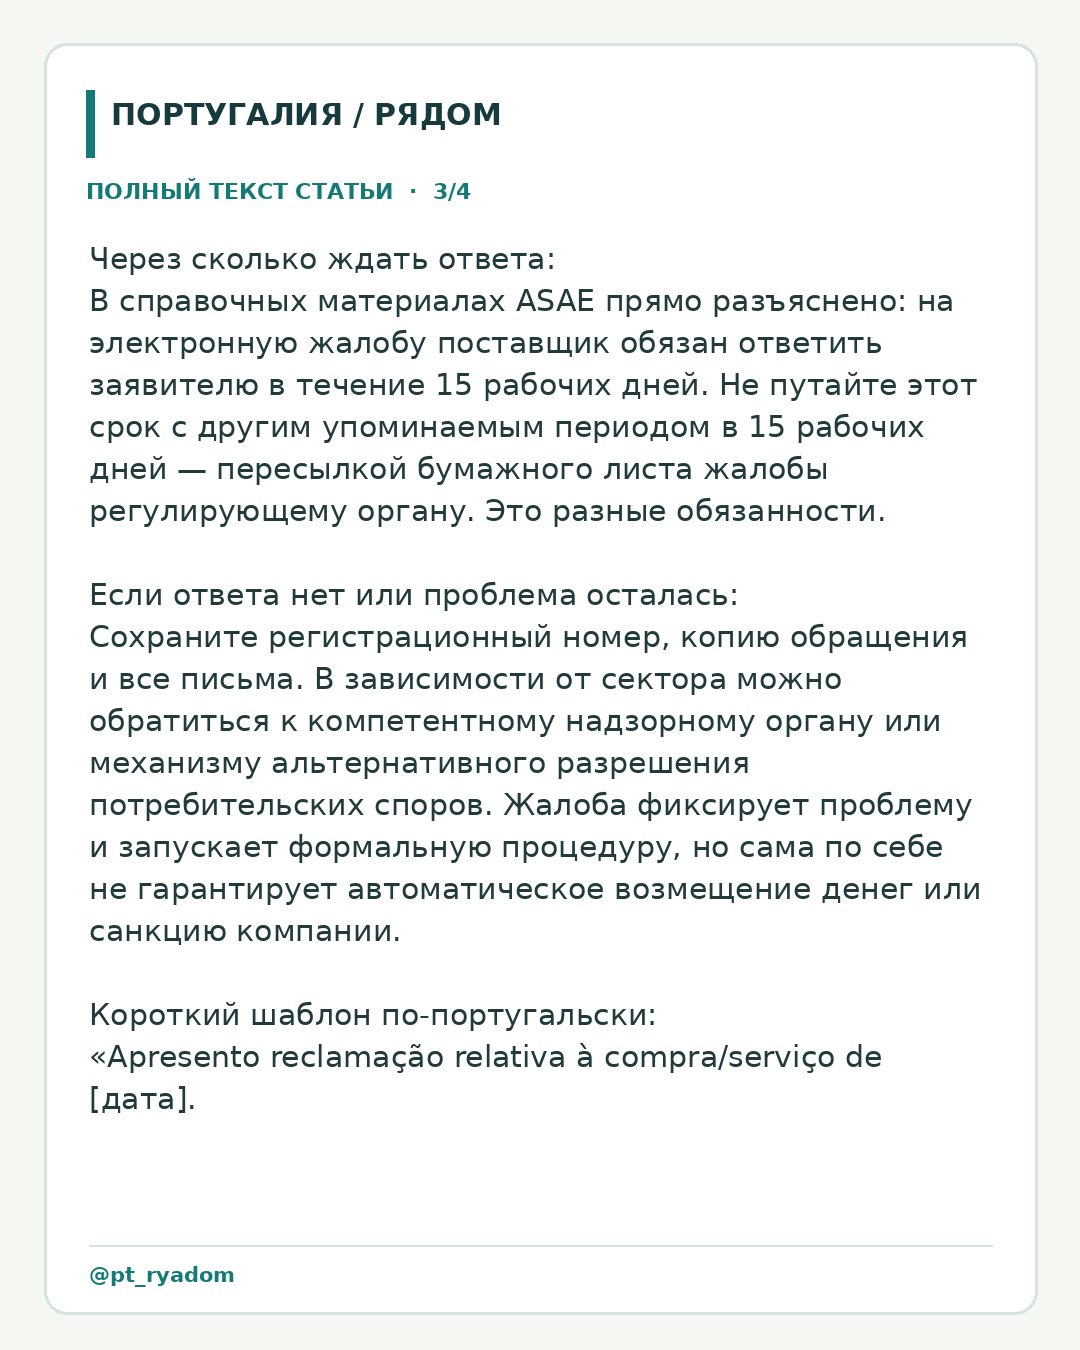 ПОРТУГАЛИЯ / РЯДОМ
ПОЛНЫЙ ТЕКСТ СТАТЬИ · 3/4
Через сколько ждать ответа:
В справочных материалах ASAE прямо разъяснено: на
электронную жалобу поставщик обязан ответить
заявителю в течение 15 рабочих дней. Не путайте этот
срок с другим упоминаемым периодом в 15 рабочих
дней — пересылкой бумажного листа жалобы
регулирующему органу. Это разные обязанности.
Если ответа нет или проблема осталась:
Сохраните регистрационный номер, копию обращения
и все письма. В зависимости от сектора можно
обратиться к компетентному надзорному органу или
механизму альтернативного разрешения
потребительских споров. Жалоба фиксирует проблему
и запускает формальную процедуру, но сама по себе
не гарантирует автоматическое возмещение денег или
санкцию компании.
Короткий шаблон по-португальски:
«Apresento reclamação relativa à compra/serviço de
[дата].
@pt_ryadom